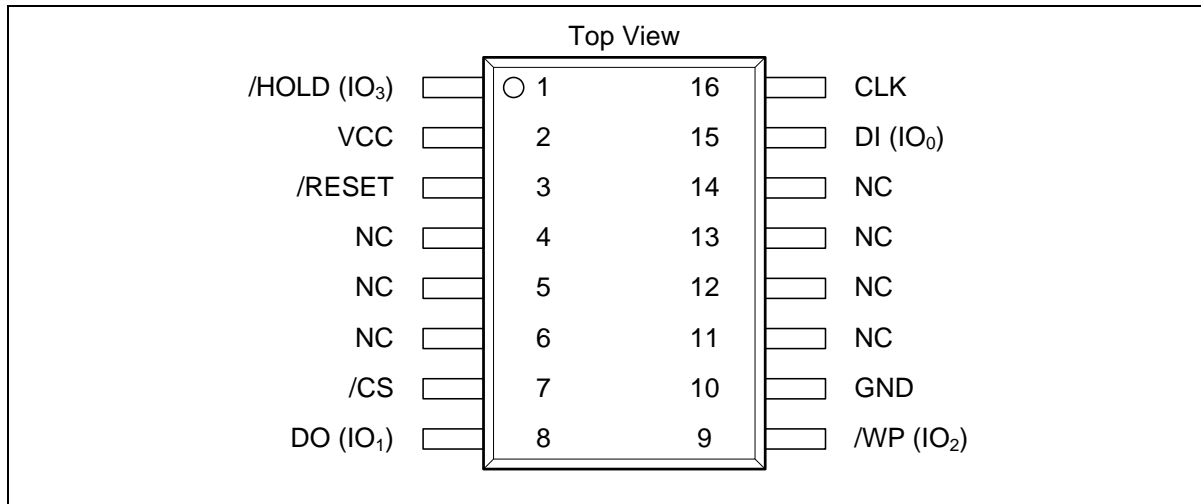 Top View
/HOLD (IO₃) 1 16 CLK
VCC 2 15 DI (IO₀)
/RESET 3 14 NC
NC 4 13 NC
NC 5 12 NC
NC 6 11 NC
/CS 7 10 GND
DO (IO₁) 8 9 /WP (IO₂)